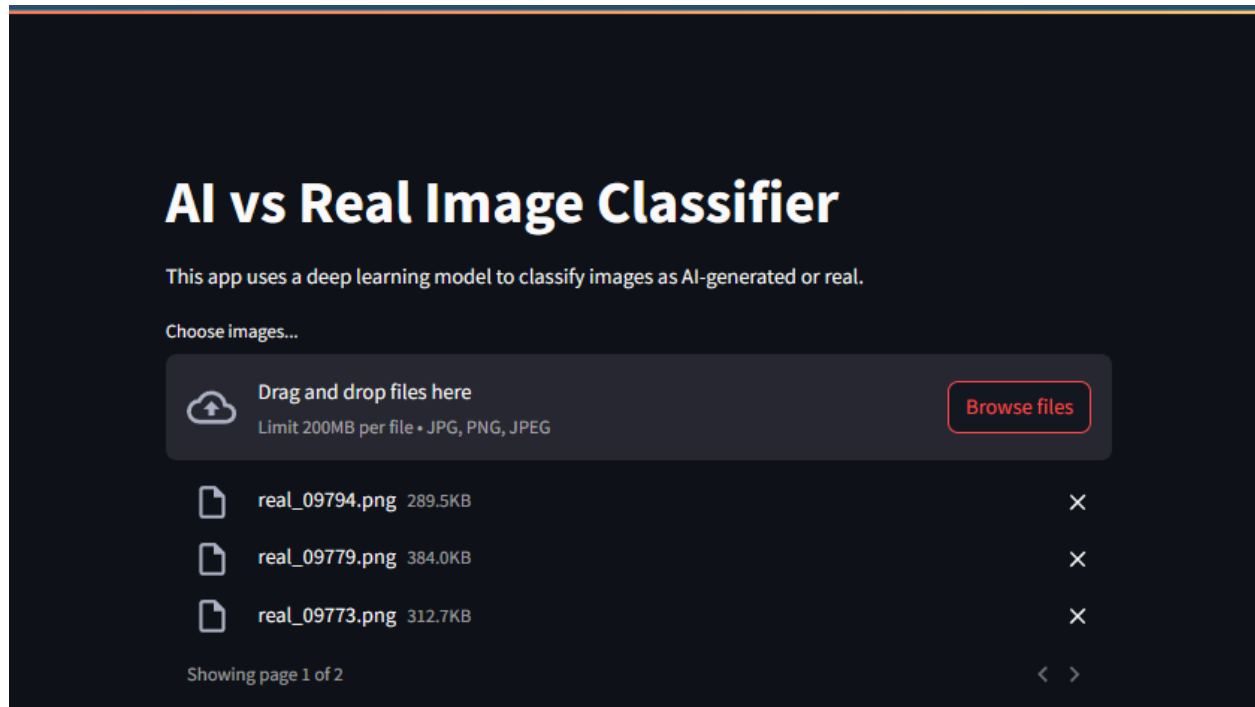 AI vs Real Image Classifier
This app uses a deep learning model to classify images as AI-generated or real.
Choose images...
Drag and drop files here
Limit 200MB per file • JPG, PNG, JPEG
Browse files
real_09794.png 289.5KB
real_09779.png 384.0KB
real_09773.png 312.7KB
Showing page 1 of 2